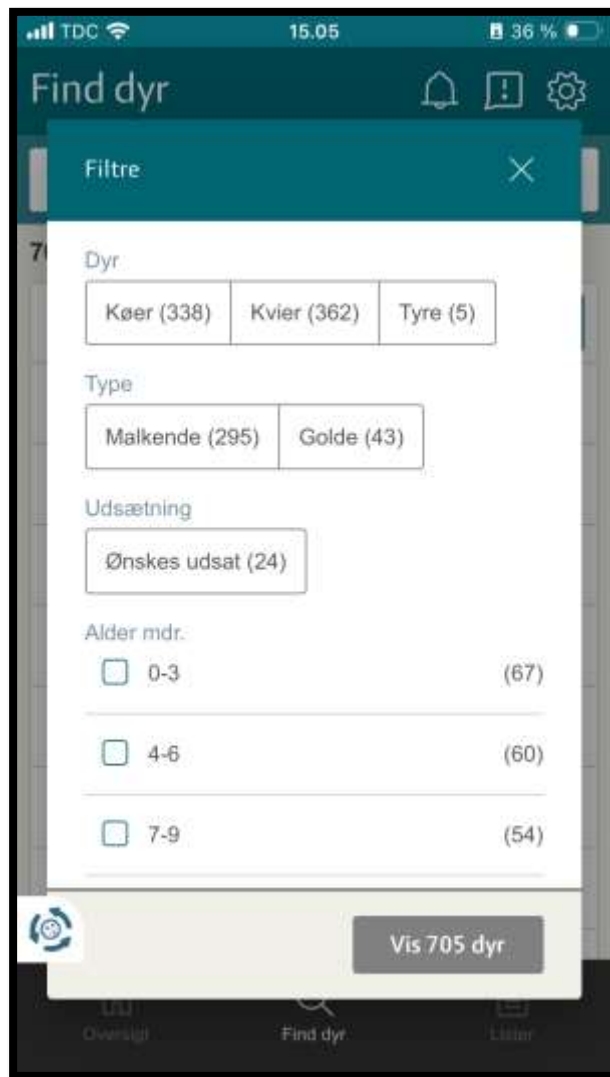 TDC 15.05 36 %
Find dyr
Filtre
Dyr
Køer (338) Kvier (362) Tyre (5)
Type
Malkende (295) Golde (43)
Udsætning
Ønskes udsat (24)
Alder mdr.
0-3 (67)
4-6 (60)
7-9 (54)
Vis 705 dyr
Oversigt Find dyr Lister